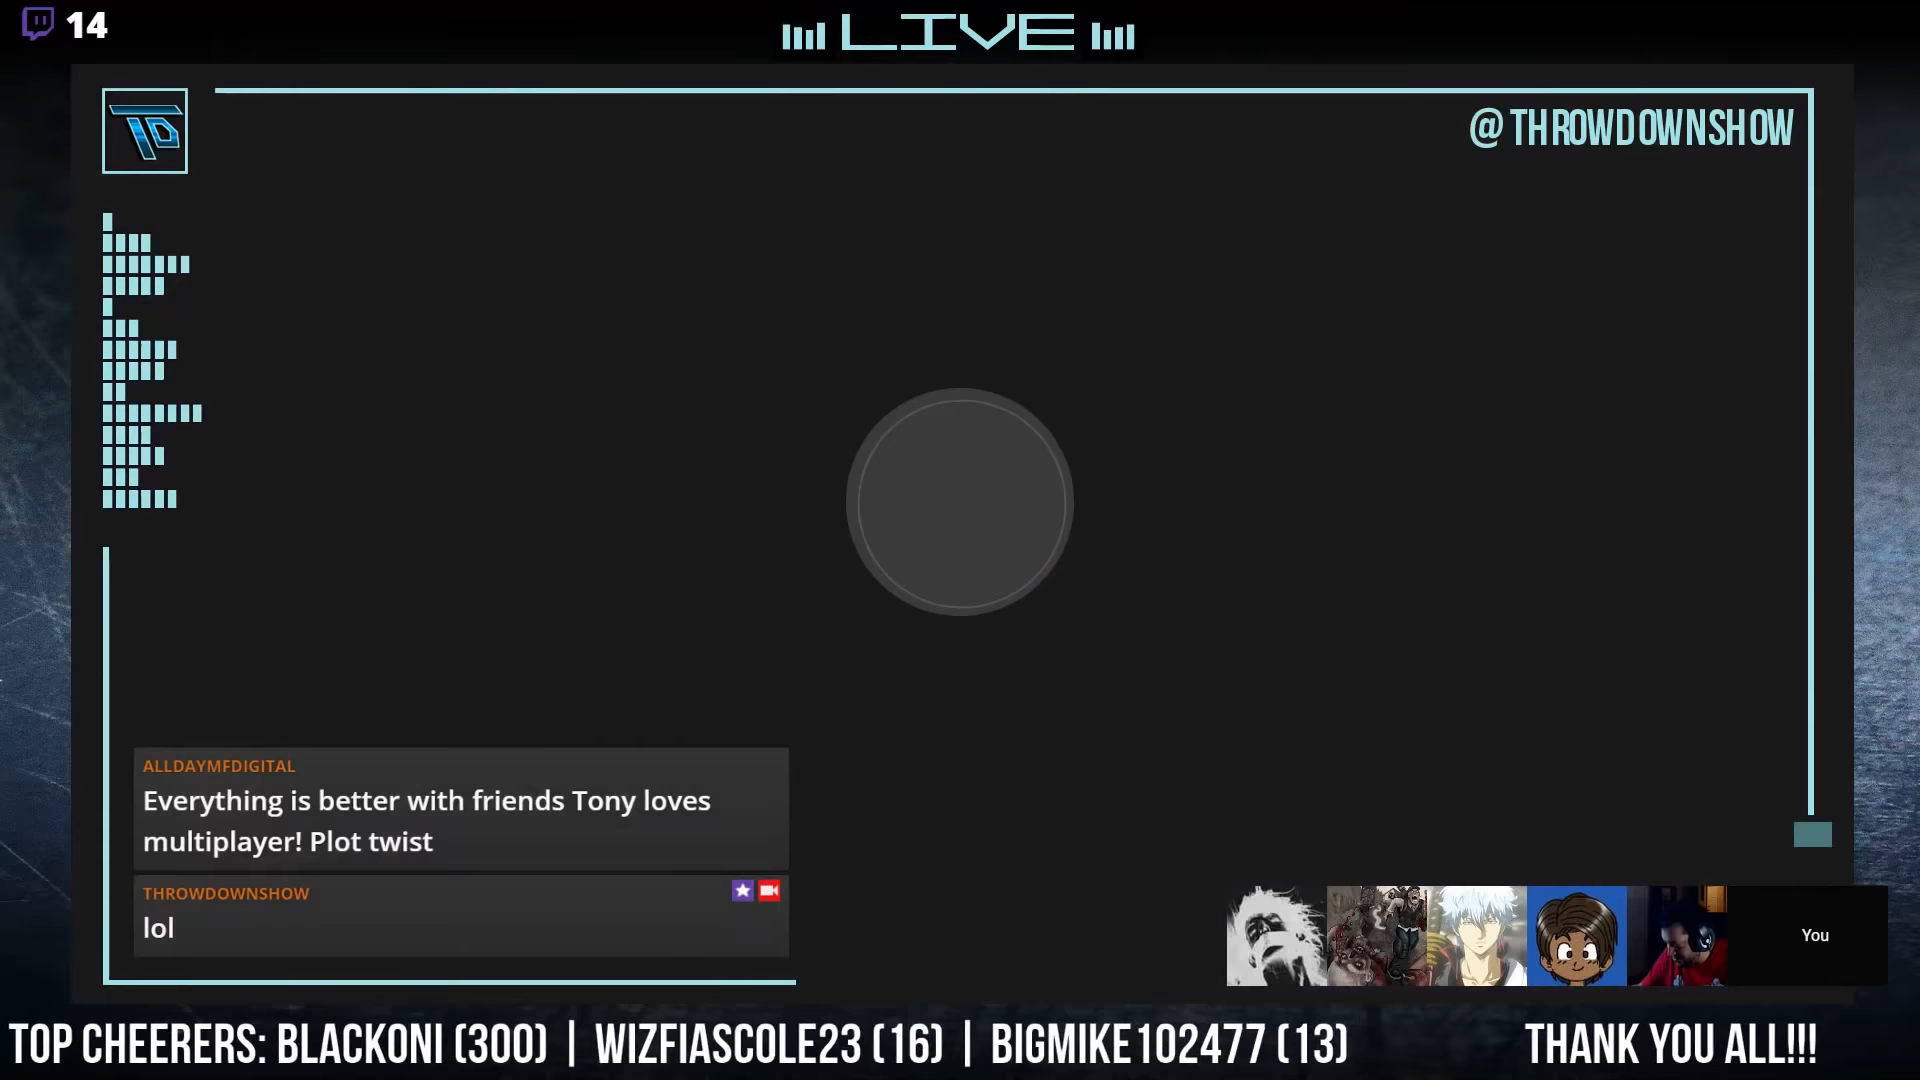 14
LIVE
TD
@THROWDOWNSHOW
ALLDAYMFDIGITAL
Everything is better with friends Tony loves
multiplayer! Plot twist
THROWDOWNSHOW
lol
You
TOP CHEERERS: BLACKONI (300) | WIZFIASCOLE23 (16) | BIGMIKE102477 (13) THANK YOU ALL!!!